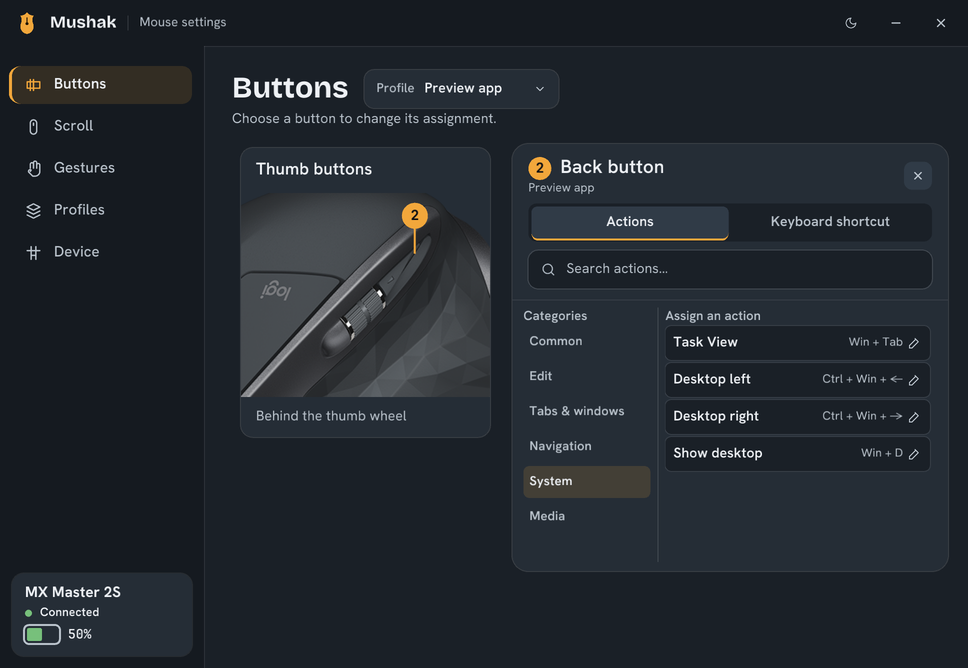 Mushak
Mouse settings
Buttons
Scroll
Gestures
Profiles
Device
MX Master 2S
Connected
50%
Buttons
Profile Preview app
Choose a button to change its assignment.
Thumb buttons
2
logi
Behind the thumb wheel
2 Back button
Preview app
Actions
Keyboard shortcut
Search actions...
Categories
Common
Edit
Tabs & windows
Navigation
System
Media
Assign an action
Task View Win + Tab
Desktop left Ctrl + Win + ←
Desktop right Ctrl + Win + →
Show desktop Win + D